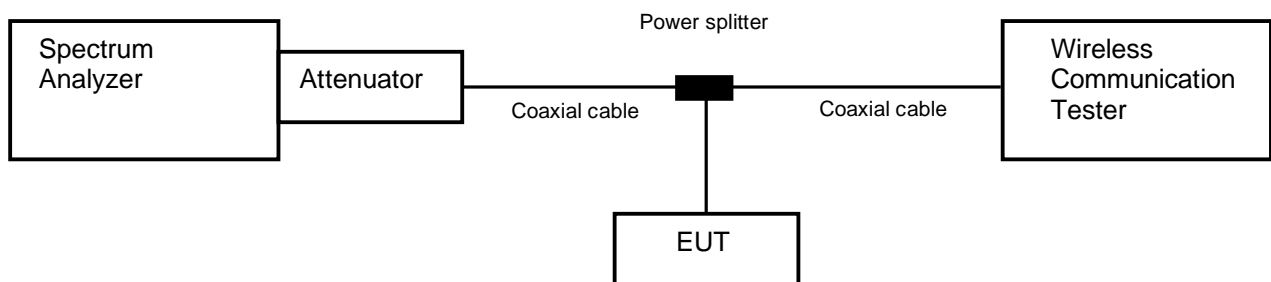 Power splitter
Spectrum
Analyzer
Attenuator
Coaxial cable
Coaxial cable
Wireless
Communication
Tester
EUT